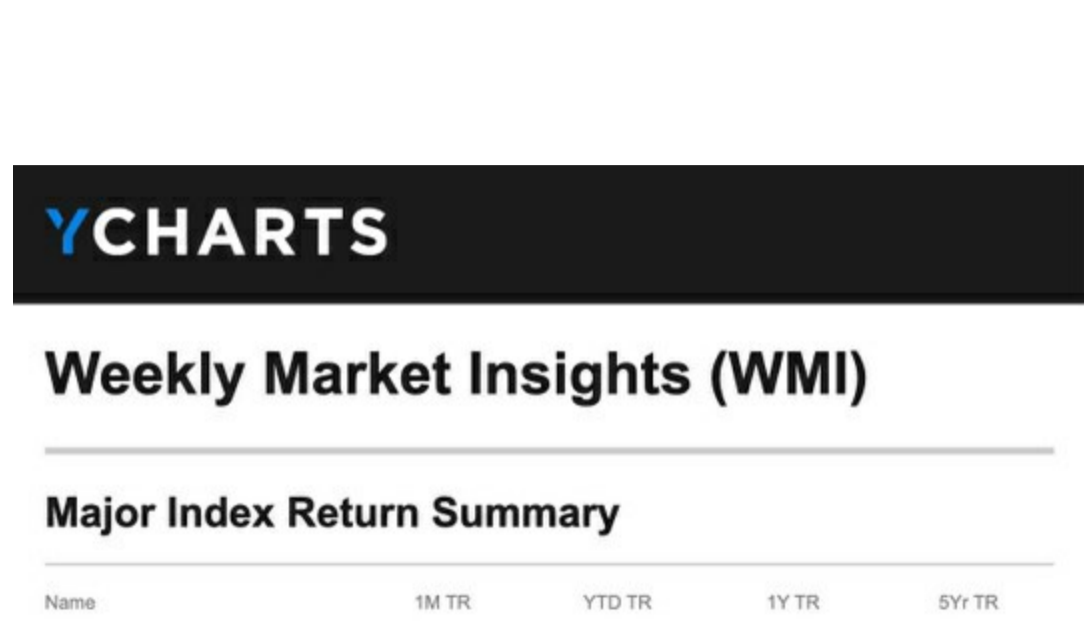 YCHARTS
Weekly Market Insights (WMI)
Major Index Return Summary
Name 1M TR YTD TR 1Y TR 5Yr TR